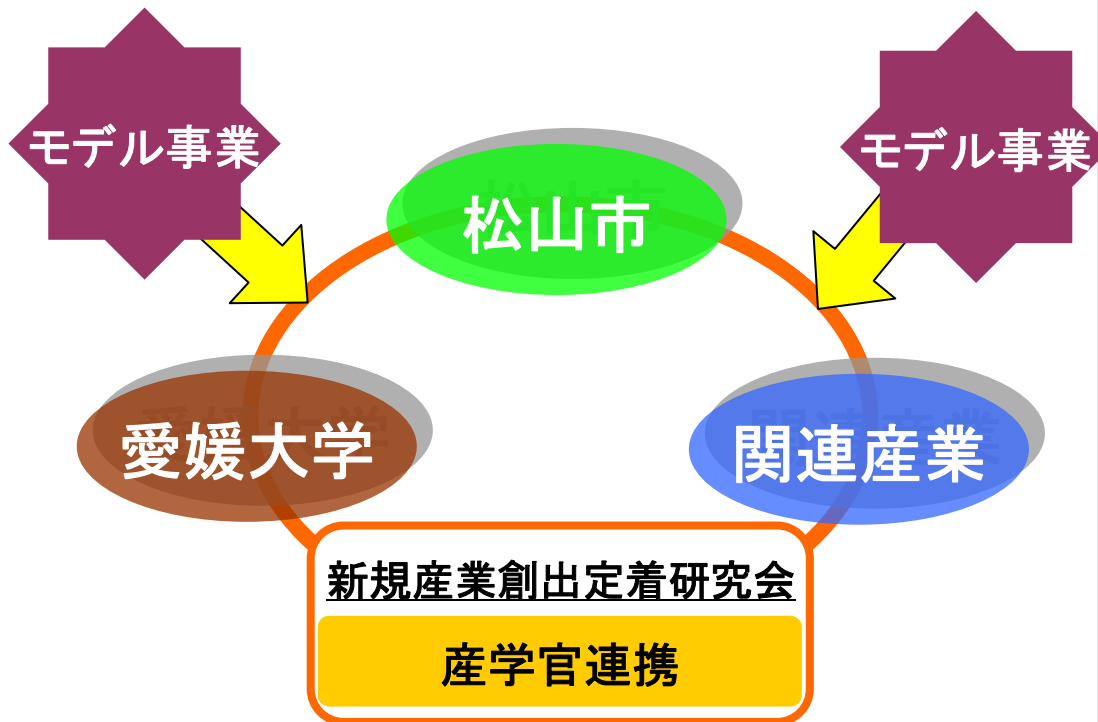 モデル事業
モデル事業
松山市
愛媛大学
関連産業
新規産業創出定着研究会
産学官連携